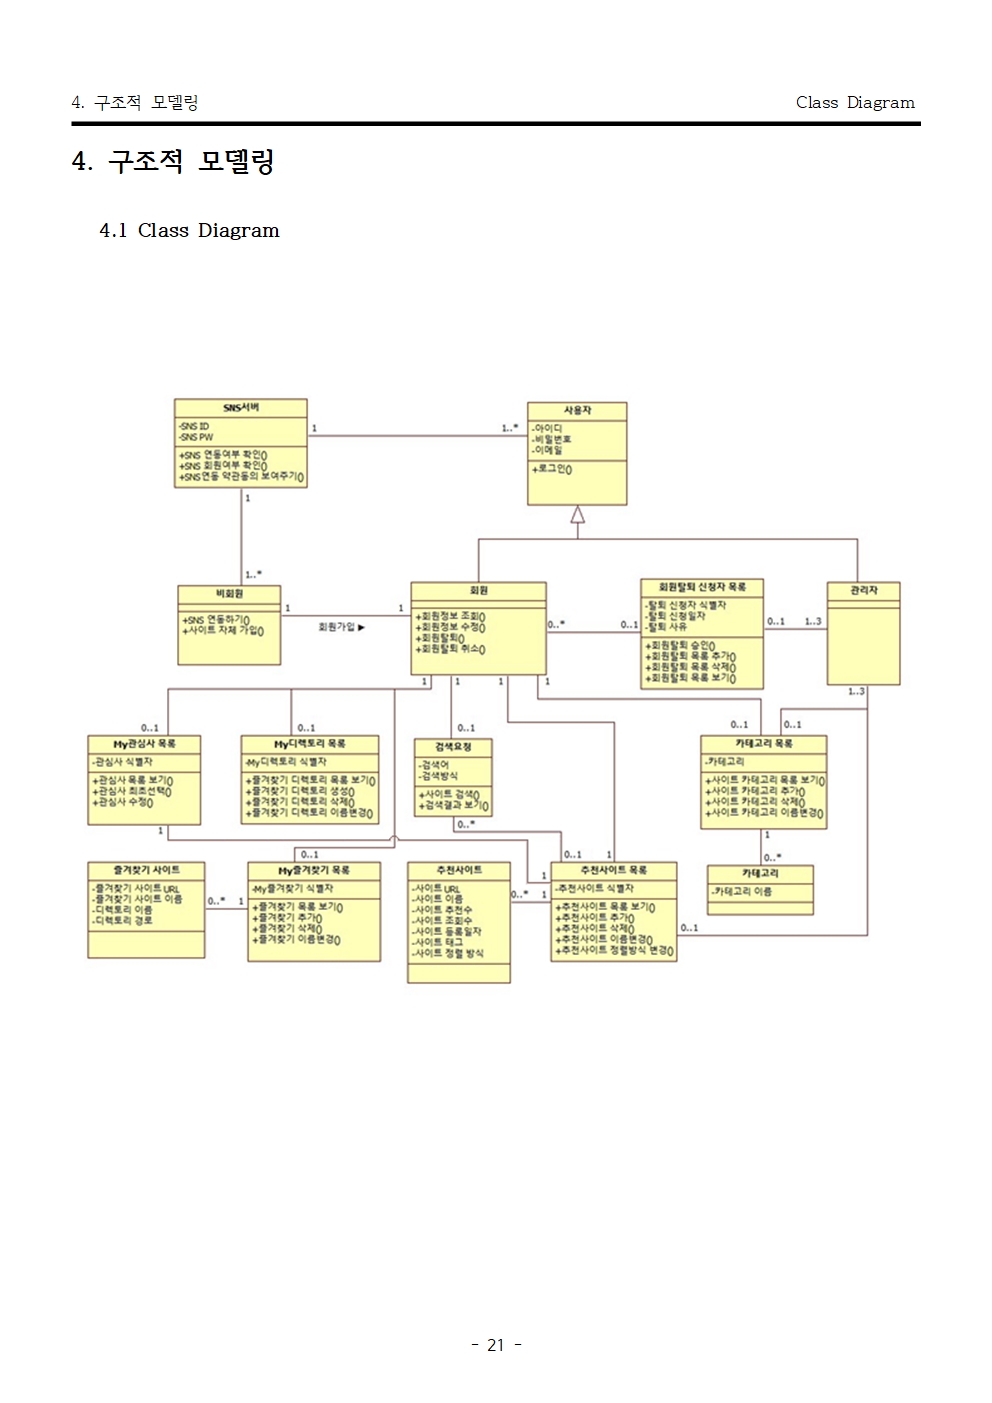 4. 구조적 모델링 Class Diagram
4. 구조적 모델링
4.1 Class Diagram
SNS서버
-SNS ID
-SNS PW
+SNS 연동여부 확인()
+SNS 회원여부 확인()
+SNS연동 약관동의 보여주기()
1
1..*
사용자
-아이디
-비밀번호
-이메일
+로그인()
1
1..*
비회원
+SNS 연동하기()
+사이트 자체 가입()
1
1
회원가입 ▶
회원
+회원정보 조회()
+회원정보 수정()
+회원탈퇴()
+회원탈퇴 취소()
0..*
0..1
회원탈퇴 신청자 목록
-탈퇴 신청자 식별자
-탈퇴 신청일자
-탈퇴 사유
+회원탈퇴 승인()
+회원탈퇴 목록 추가()
+회원탈퇴 목록 삭제()
+회원탈퇴 목록 보기()
0..1
1..3
관리자
1
1
1
1
1..3
0..1
0..1
0..1
0..1
0..1
My관심사 목록
-관심사 식별자
+관심사 목록 보기()
+관심사 최초선택()
+관심사 수정()
1
My디렉토리 목록
-My디렉토리 식별자
+즐겨찾기 디렉토리 목록 보기()
+즐겨찾기 디렉토리 생성()
+즐겨찾기 디렉토리 삭제()
+즐겨찾기 디렉토리 이름변경()
검색요청
-검색어
-검색방식
+사이트 검색()
+검색결과 보기()
0..*
카테고리 목록
-카테고리
+사이트 카테고리 목록 보기()
+사이트 카테고리 추가()
+사이트 카테고리 삭제()
+사이트 카테고리 이름변경()
1
0..*
0..1
0..1
1
즐겨찾기 사이트
-즐겨찾기 사이트 URL
-즐겨찾기 사이트 이름
-디렉토리 이름
-디렉토리 경로
0..*
1
My즐겨찾기 목록
-My즐겨찾기 식별자
+즐겨찾기 목록 보기()
+즐겨찾기 추가()
+즐겨찾기 삭제()
+즐겨찾기 이름변경()
추천사이트
-사이트 URL
-사이트 이름
-사이트 추천수
-사이트 조회수
-사이트 등록일자
-사이트 태그
-사이트 정렬 방식
1
0..*
1
추천사이트 목록
-추천사이트 식별자
+추천사이트 목록 보기()
+추천사이트 추가()
+추천사이트 삭제()
+추천사이트 이름변경()
+추천사이트 정렬방식 변경()
0..1
카테고리
-카테고리 이름
- 21 -